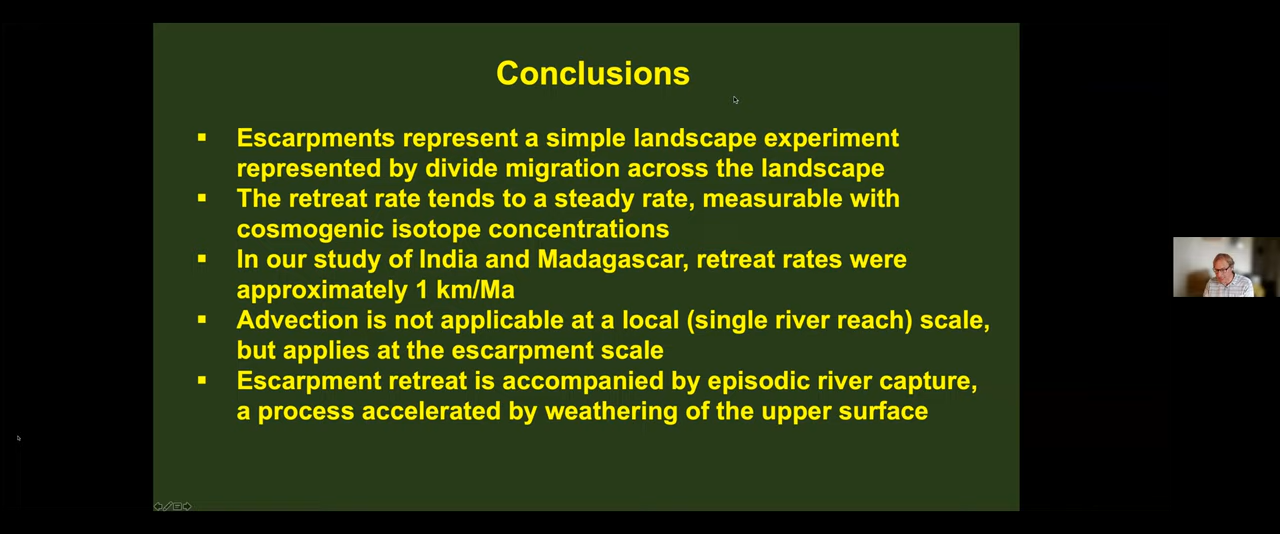 Conclusions
▪ Escarpments represent a simple landscape experiment
represented by divide migration across the landscape
▪ The retreat rate tends to a steady rate, measurable with
cosmogenic isotope concentrations
▪ In our study of India and Madagascar, retreat rates were
approximately 1 km/Ma
▪ Advection is not applicable at a local (single river reach) scale,
but applies at the escarpment scale
▪ Escarpment retreat is accompanied by episodic river capture,
a process accelerated by weathering of the upper surface